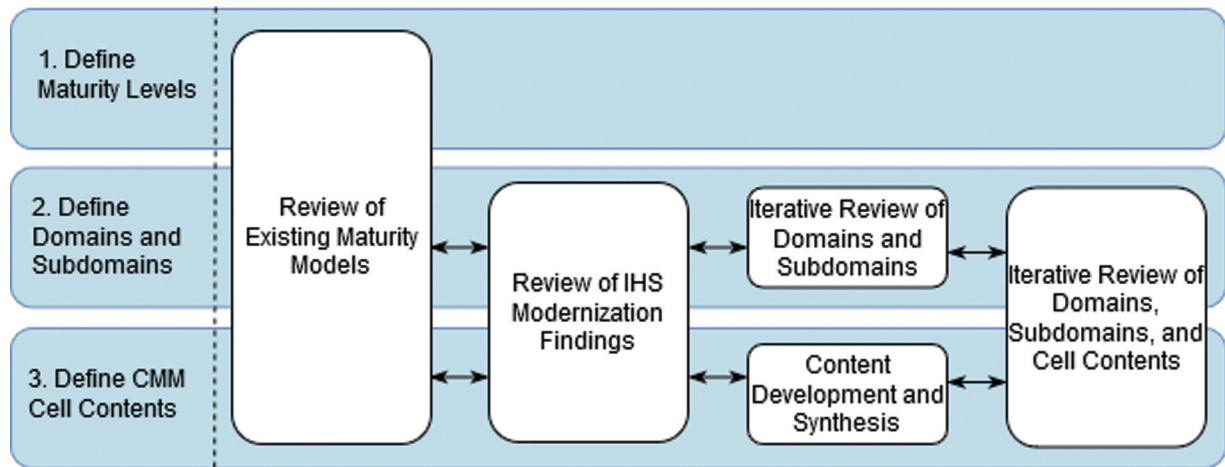 1. Define
Maturity Levels
2. Define
Domains and
Subdomains
3. Define CMM
Cell Contents
Review of
Existing Maturity
Models
Review of IHS
Modernization
Findings
Iterative Review of
Domains and
Subdomains
Content
Development and
Synthesis
Iterative Review of
Domains,
Subdomains, and
Cell Contents